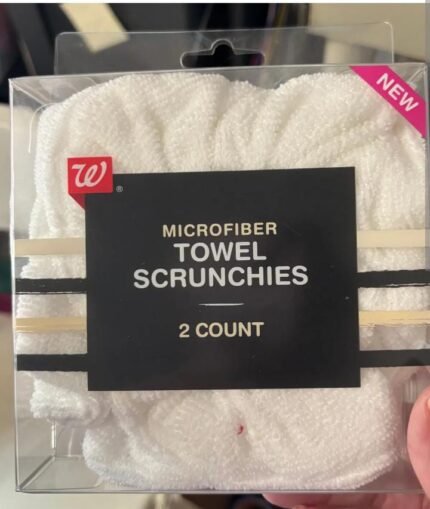 NEW
W
®
MICROFIBER
TOWEL
SCRUNCHIES
2 COUNT